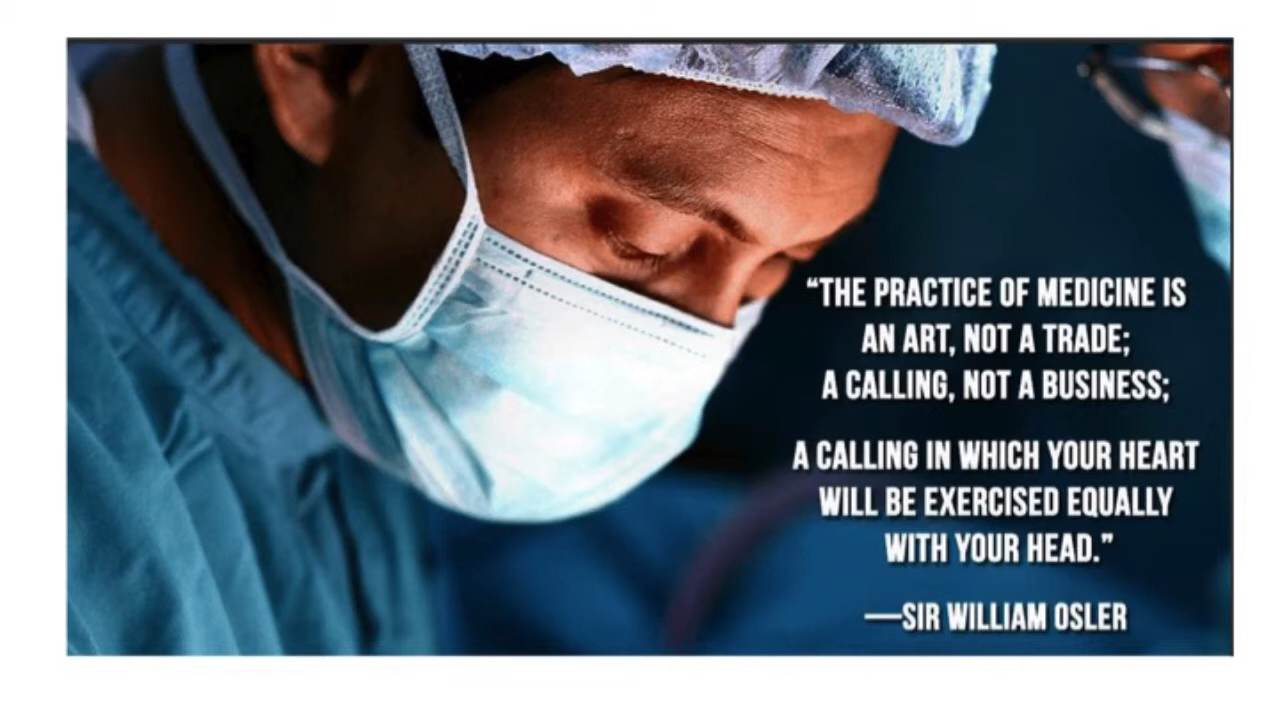 “THE PRACTICE OF MEDICINE IS
AN ART, NOT A TRADE;
A CALLING, NOT A BUSINESS;
A CALLING IN WHICH YOUR HEART
WILL BE EXERCISED EQUALLY
WITH YOUR HEAD.”
—SIR WILLIAM OSLER